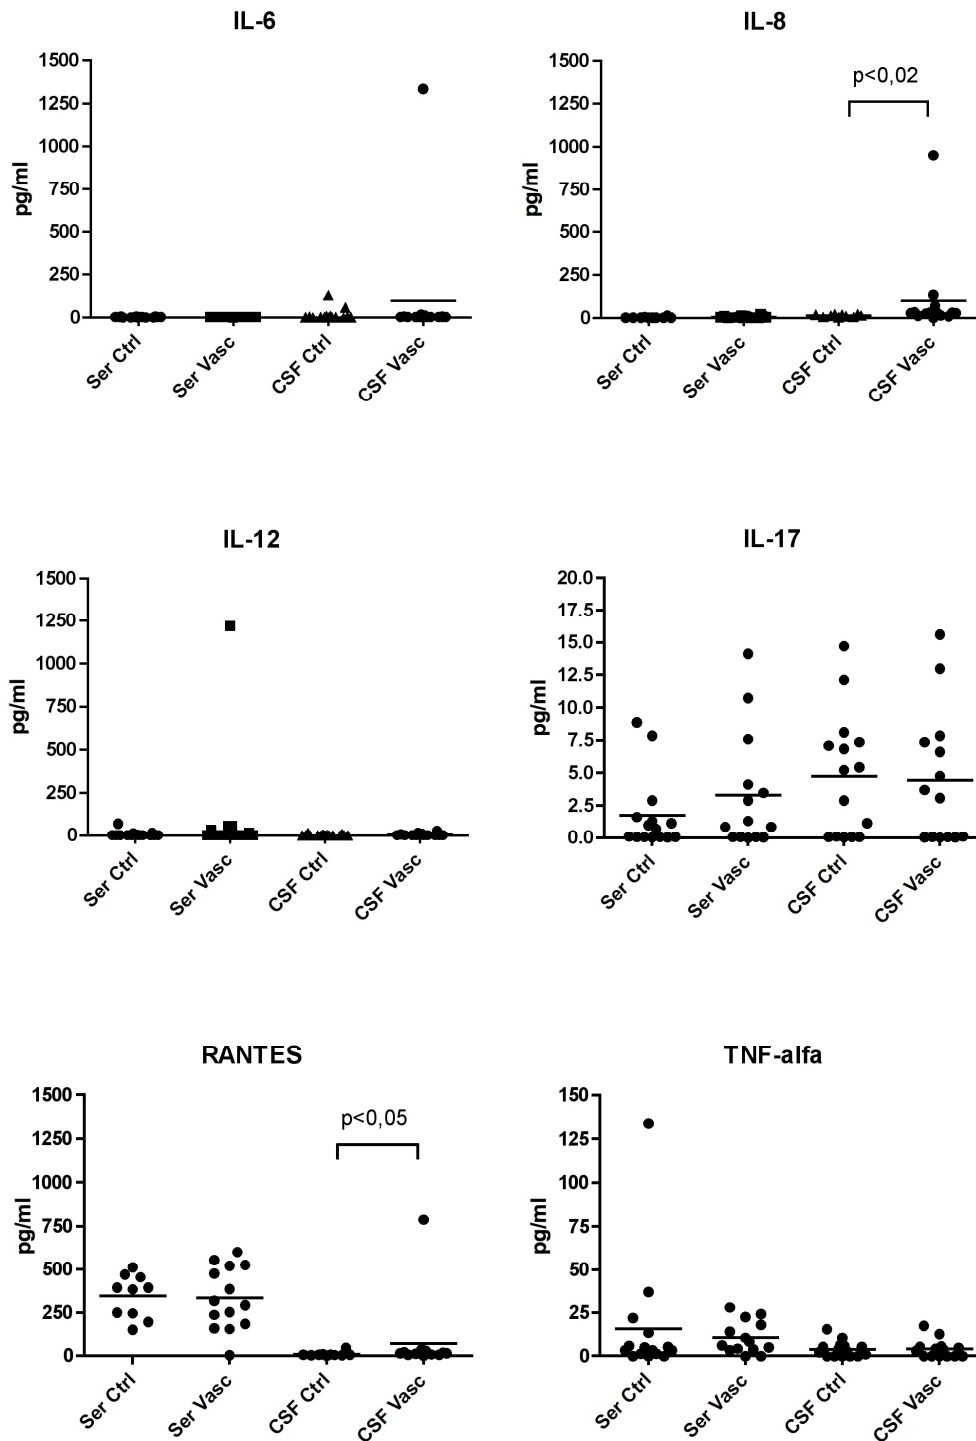 IL-6
1500
1250
1000
750
500
250
0
pg/ml
Ser Ctrl
Ser Vasc
CSF Ctrl
CSF Vasc
IL-8
p<0,02
1500
1250
1000
750
500
250
0
pg/ml
Ser Ctrl
Ser Vasc
CSF Ctrl
CSF Vasc
IL-12
1500
1250
1000
750
500
250
0
pg/ml
Ser Ctrl
Ser Vasc
CSF Ctrl
CSF Vasc
IL-17
20.0
17.5
15.0
12.5
10.0
7.5
5.0
2.5
0.0
pg/ml
Ser Ctrl
Ser Vasc
CSF Ctrl
CSF Vasc
RANTES
p<0,05
1500
1250
1000
750
500
250
0
pg/ml
Ser Ctrl
Ser Vasc
CSF Ctrl
CSF Vasc
TNF-alfa
150
125
100
75
50
25
0
pg/ml
Ser Ctrl
Ser Vasc
CSF Ctrl
CSF Vasc